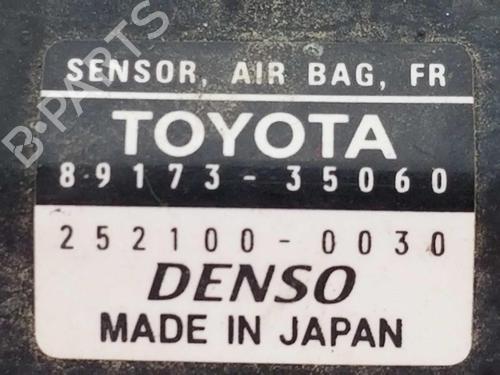 SENSOR, AIR BAG, FR
TOYOTA
89173-35060
252100-0030
DENSO
MADE IN JAPAN
B-PARTS